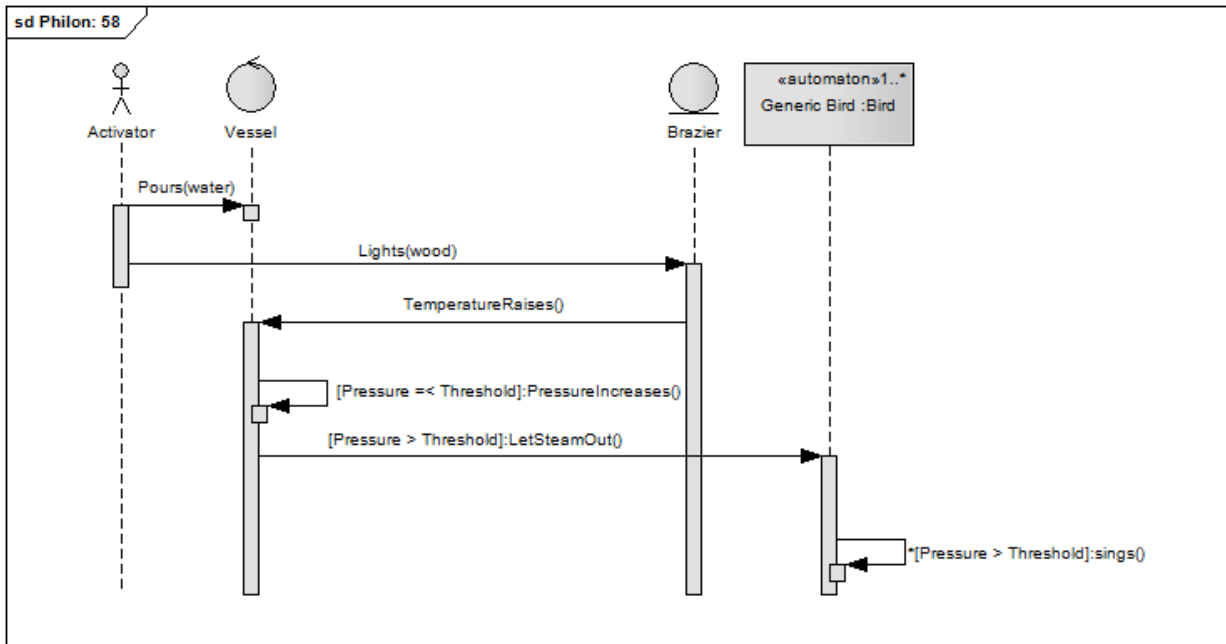 sd Philon: 58
«automaton»1..*
Generic Bird :Bird
Activator
Vessel
Brazier
Pours(water)
Lights(wood)
TemperatureRaises()
[Pressure =< Threshold]:PressureIncreases()
[Pressure > Threshold]:LetSteamOut()
*[Pressure > Threshold]:sings()